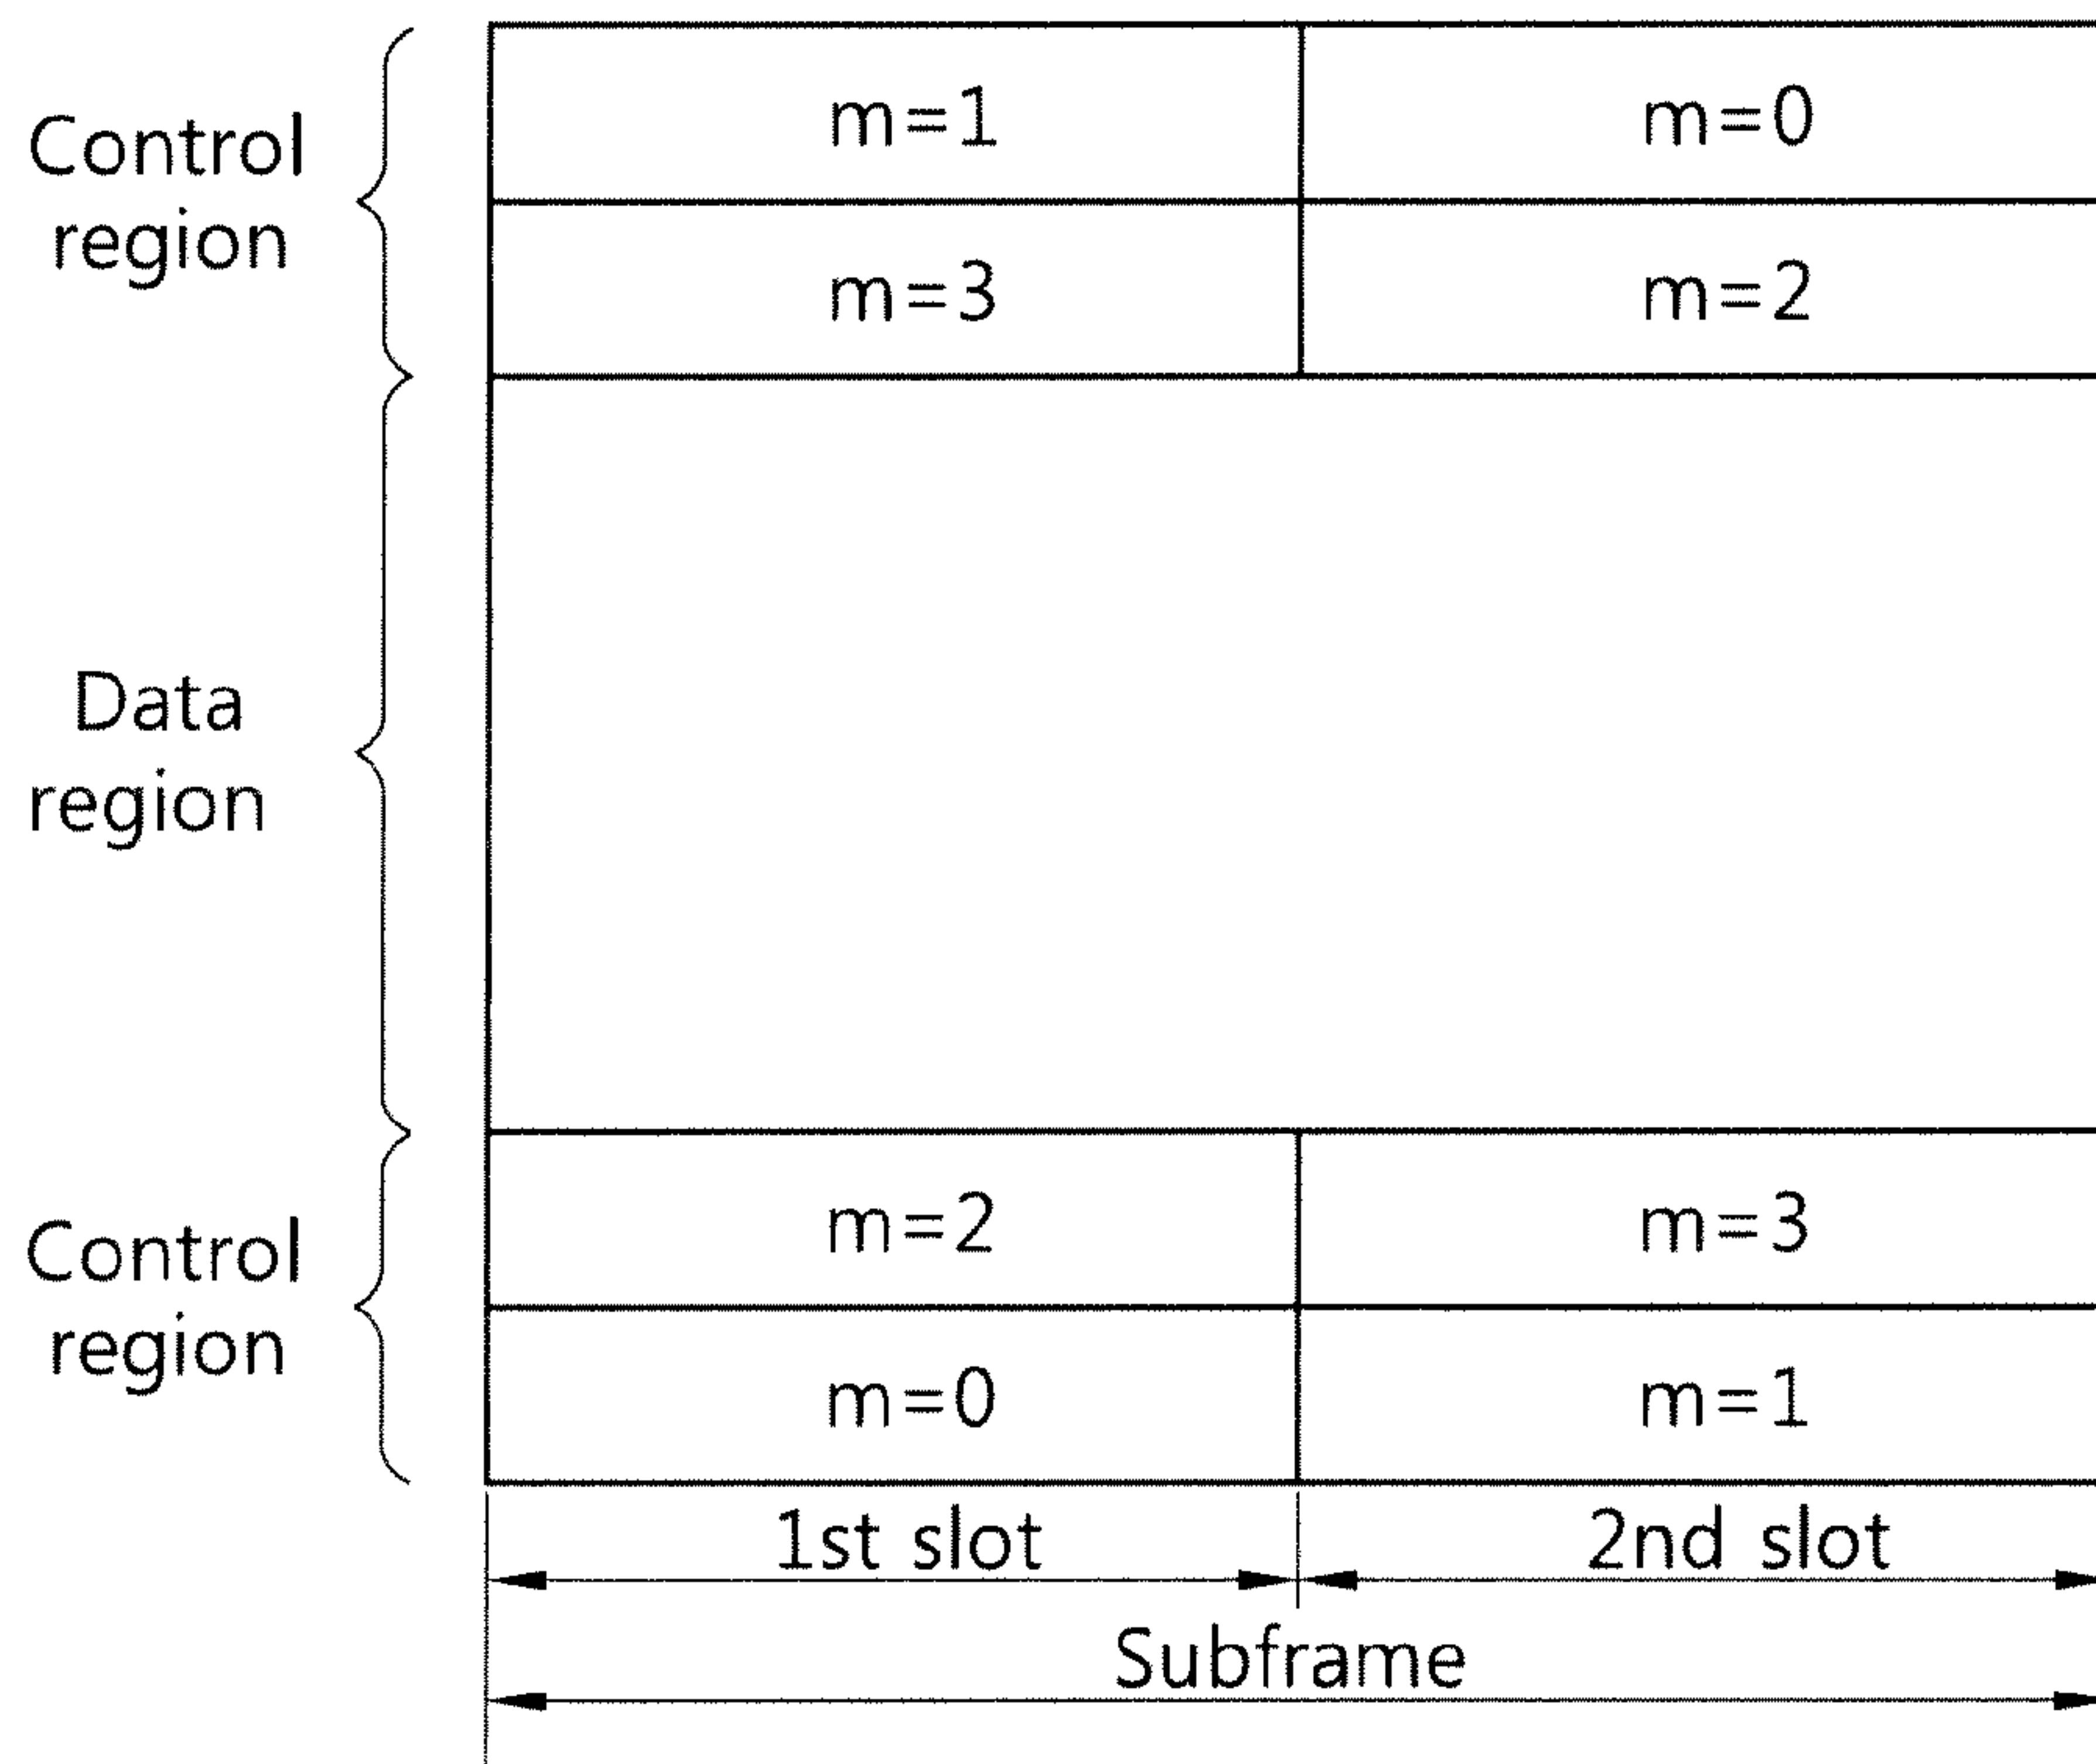 Control
region
m=1
m=0
m=3
m=2
Data
region
Control
region
m=2
m=3
m=0
m=1
1st slot
2nd slot
Subframe